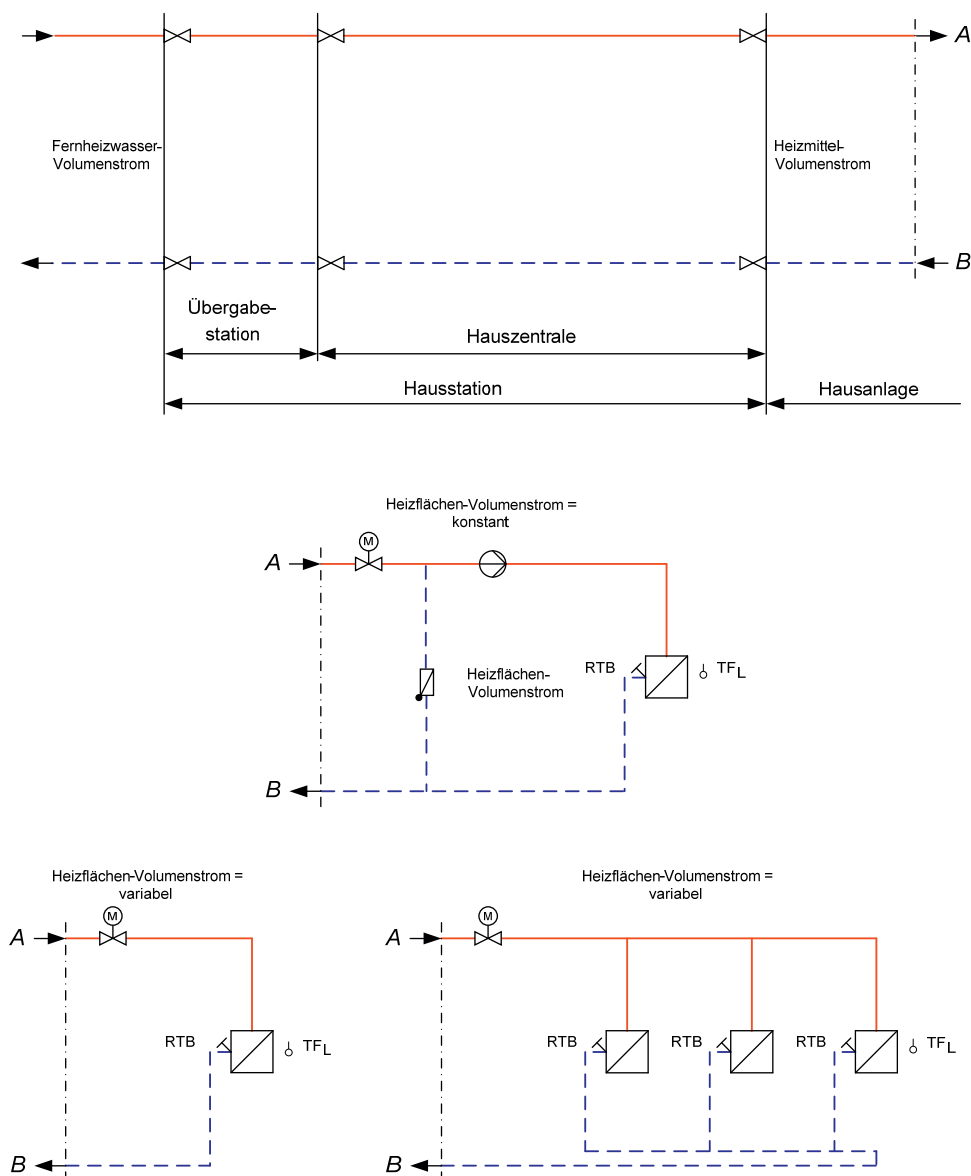 A
Fernheizwasser-
Volumenstrom
Heizmittel-
Volumenstrom
B
Übergabe-
station
Hauszentrale
Hausstation
Hausanlage
Heizflächen-Volumenstrom =
konstant
M
A
RTB
TFL
Heizflächen-
Volumenstrom
B
Heizflächen-Volumenstrom =
variabel
M
A
RTB
TFL
B
Heizflächen-Volumenstrom =
variabel
M
A
RTB
RTB
RTB
TFL
B